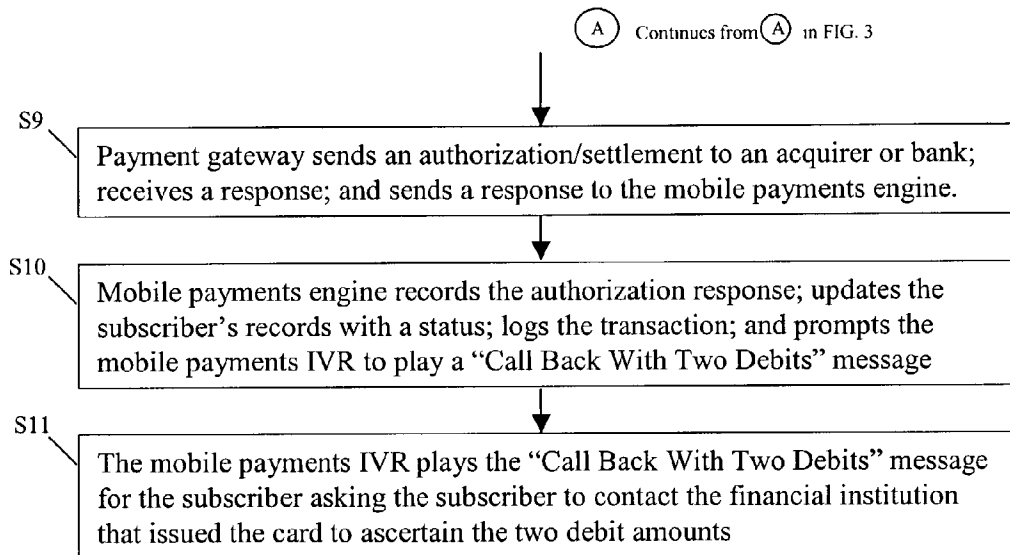 A Continues from A in FIG. 3
S9
Payment gateway sends an authorization/settlement to an acquirer or bank;
receives a response; and sends a response to the mobile payments engine.
S10
Mobile payments engine records the authorization response; updates the
subscriber's records with a status; logs the transaction; and prompts the
mobile payments IVR to play a “Call Back With Two Debits” message
S11
The mobile payments IVR plays the “Call Back With Two Debits” message
for the subscriber asking the subscriber to contact the financial institution
that issued the card to ascertain the two debit amounts